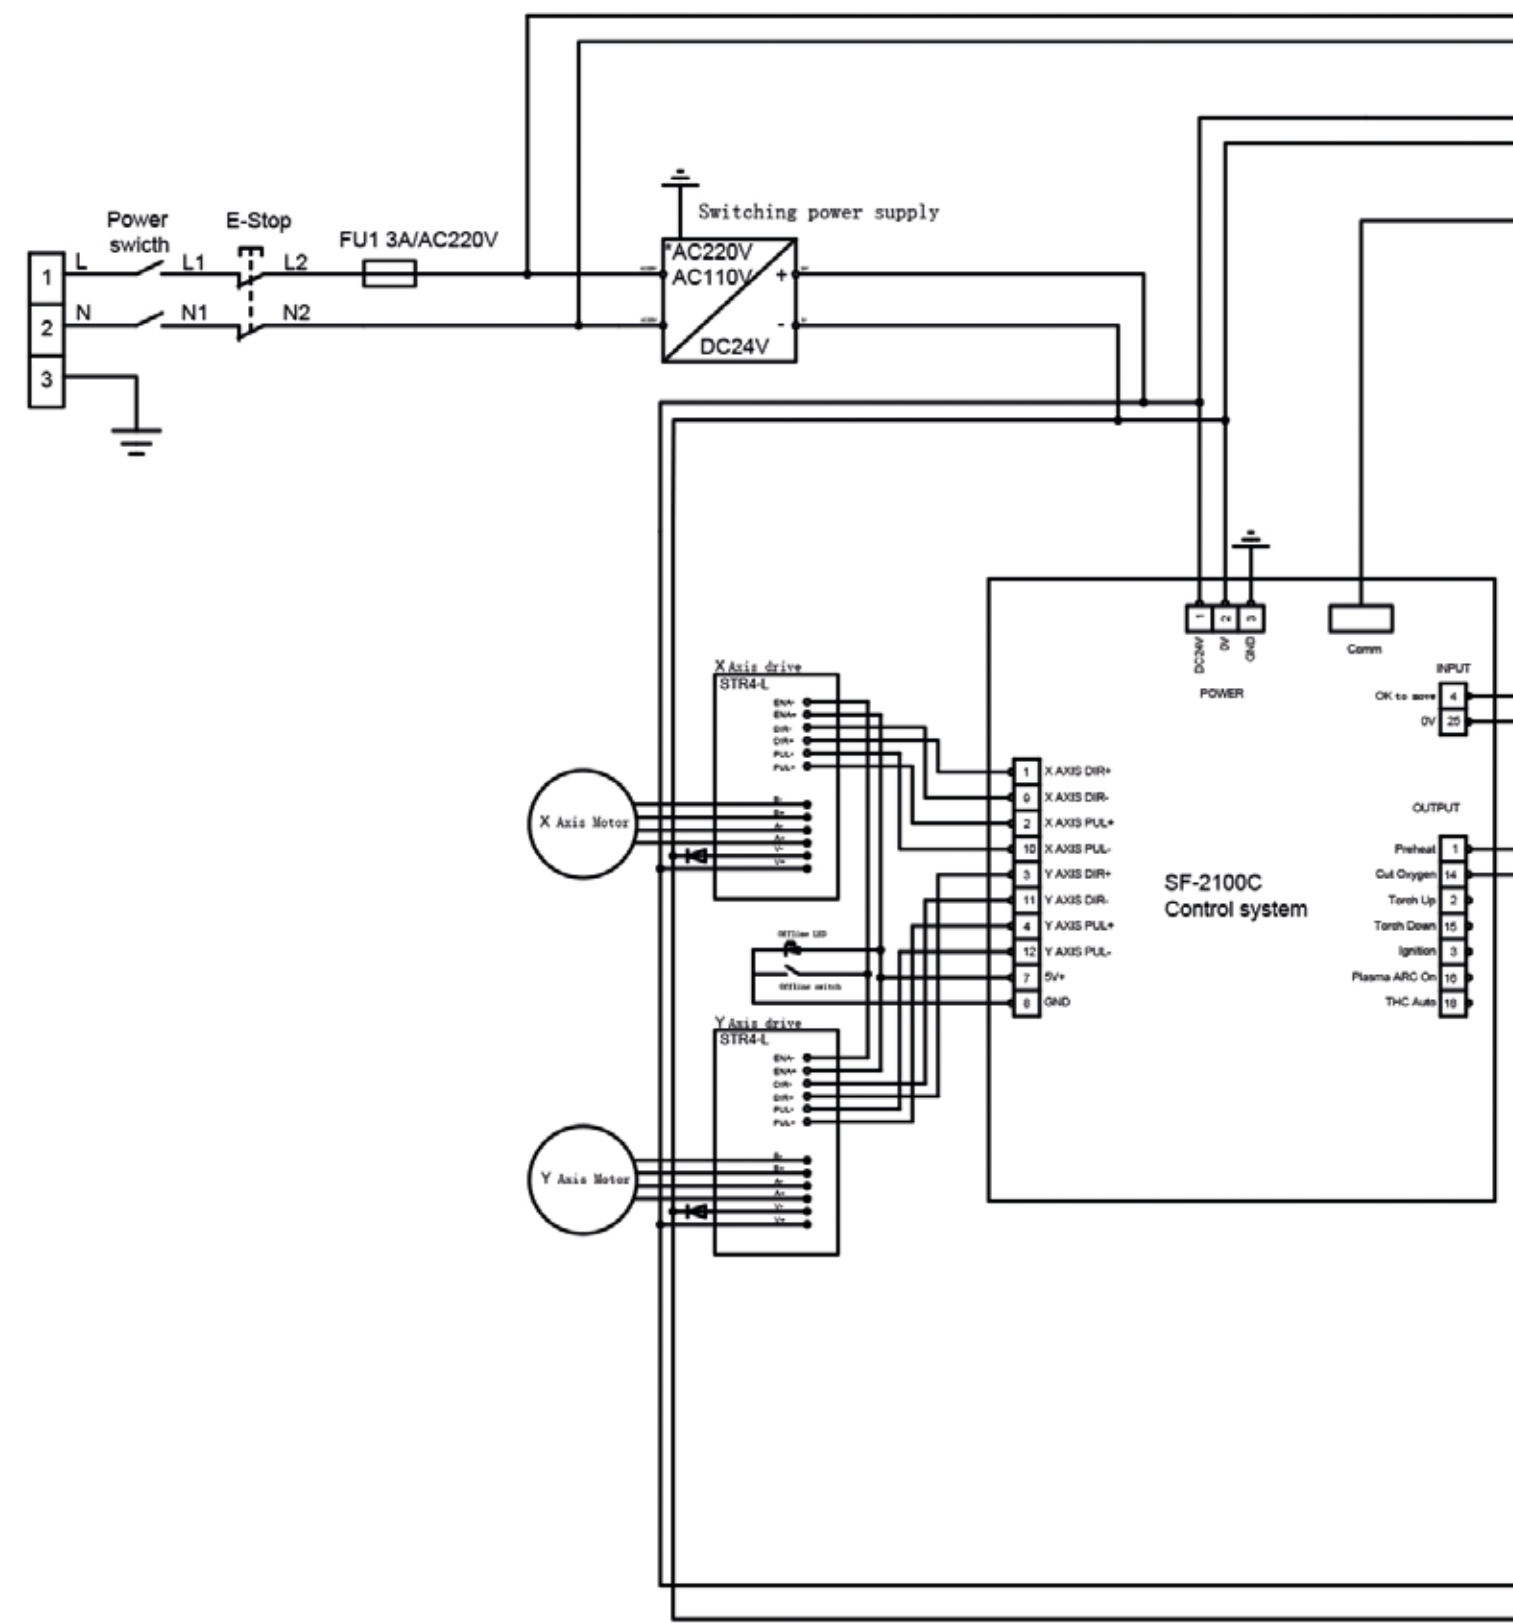 Switching power supply
Power
swicth
E-Stop
FU1 3A/AC220V
1
L
L1
L2
2
N
N1
N2
3
*AC220V
AC110V
+
-
DC24V
1
2
3
DC24V
0V
GND
POWER
Comm
INPUT
OK to move 4
0V 25
X Axis drive
STR4-L
ENA-
ENA+
DIR-
DIR+
PUL-
PUL+
B-
B+
A-
A+
V-
V+
X Axis Motor
1 X AXIS DIR+
9 X AXIS DIR-
2 X AXIS PUL+
10 X AXIS PUL-
3 Y AXIS DIR+
11 Y AXIS DIR-
4 Y AXIS PUL+
12 Y AXIS PUL-
7 5V+
8 GND
SF-2100C
Control system
OUTPUT
Preheat 1
Cut Oxygen 14
Torch Up 2
Torch Down 15
Ignition 3
Plasma ARC On 16
THC Auto 18
Offline LED
Offline switch
Y Axis drive
STR4-L
ENA-
ENA+
DIR-
DIR+
PUL-
PUL+
B-
B+
A-
A+
V-
V+
Y Axis Motor